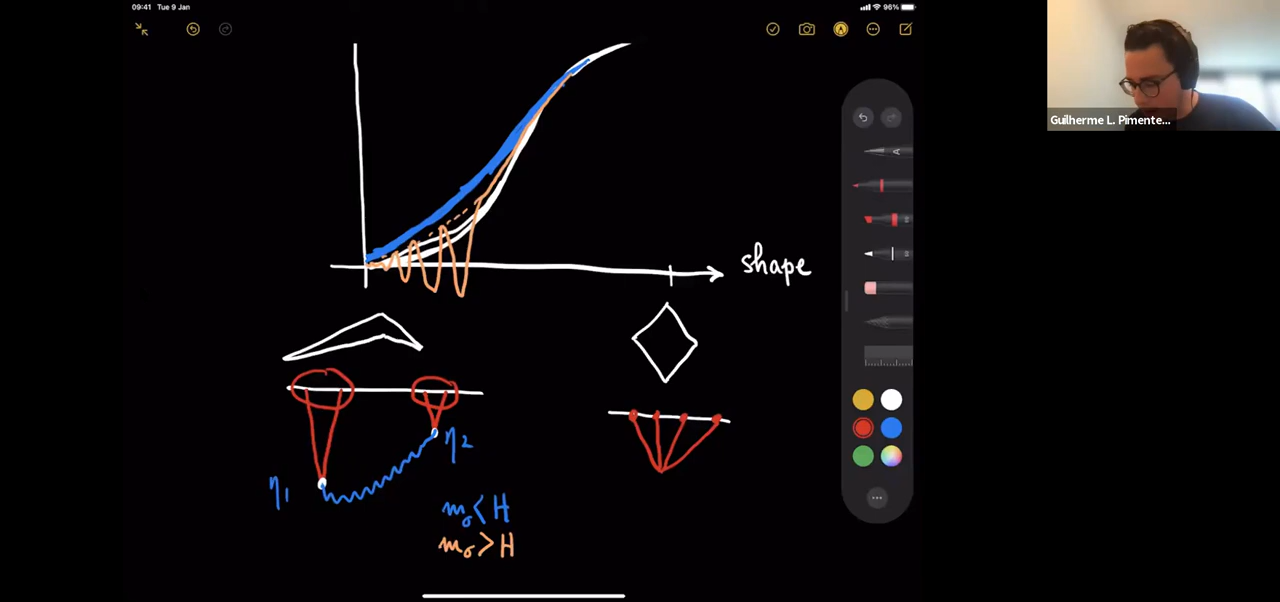 09:41 Tue 9 Jan
96%
Guilherme L. Pimente...
shape
η1
η2
mσ < H
mσ > H